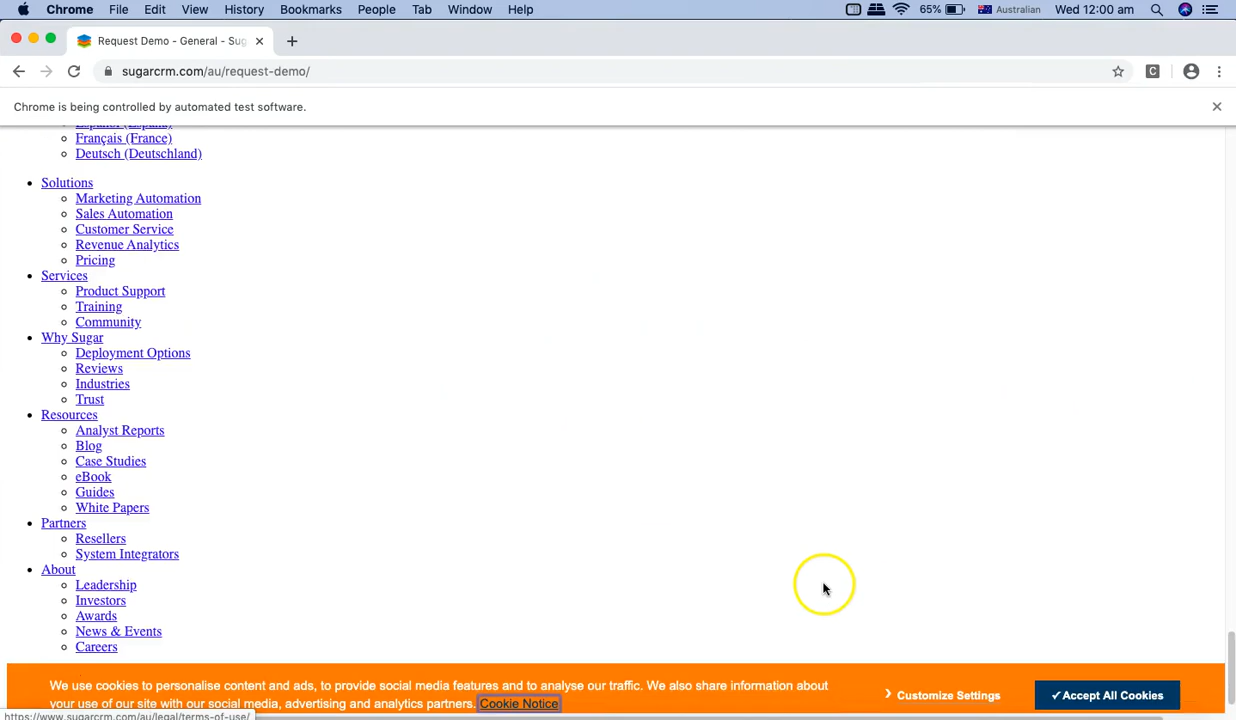 Chrome File Edit View History Bookmarks People Tab Window Help 65% Australian Wed 12:00 am
Request Demo - General - Sug
sugarcrm.com/au/request-demo/
Chrome is being controlled by automated test software.
Español (España)
Français (France)
Deutsch (Deutschland)
Solutions
Marketing Automation
Sales Automation
Customer Service
Revenue Analytics
Pricing
Services
Product Support
Training
Community
Why Sugar
Deployment Options
Reviews
Industries
Trust
Resources
Analyst Reports
Blog
Case Studies
eBook
Guides
White Papers
Partners
Resellers
System Integrators
About
Leadership
Investors
Awards
News & Events
Careers
We use cookies to personalise content and ads, to provide social media features and to analyse our traffic. We also share information about
your use of our site with our social media, advertising and analytics partners. Cookie Notice
Customize Settings
✓Accept All Cookies
https://www.sugarcrm.com/au/legal/terms-of-use/